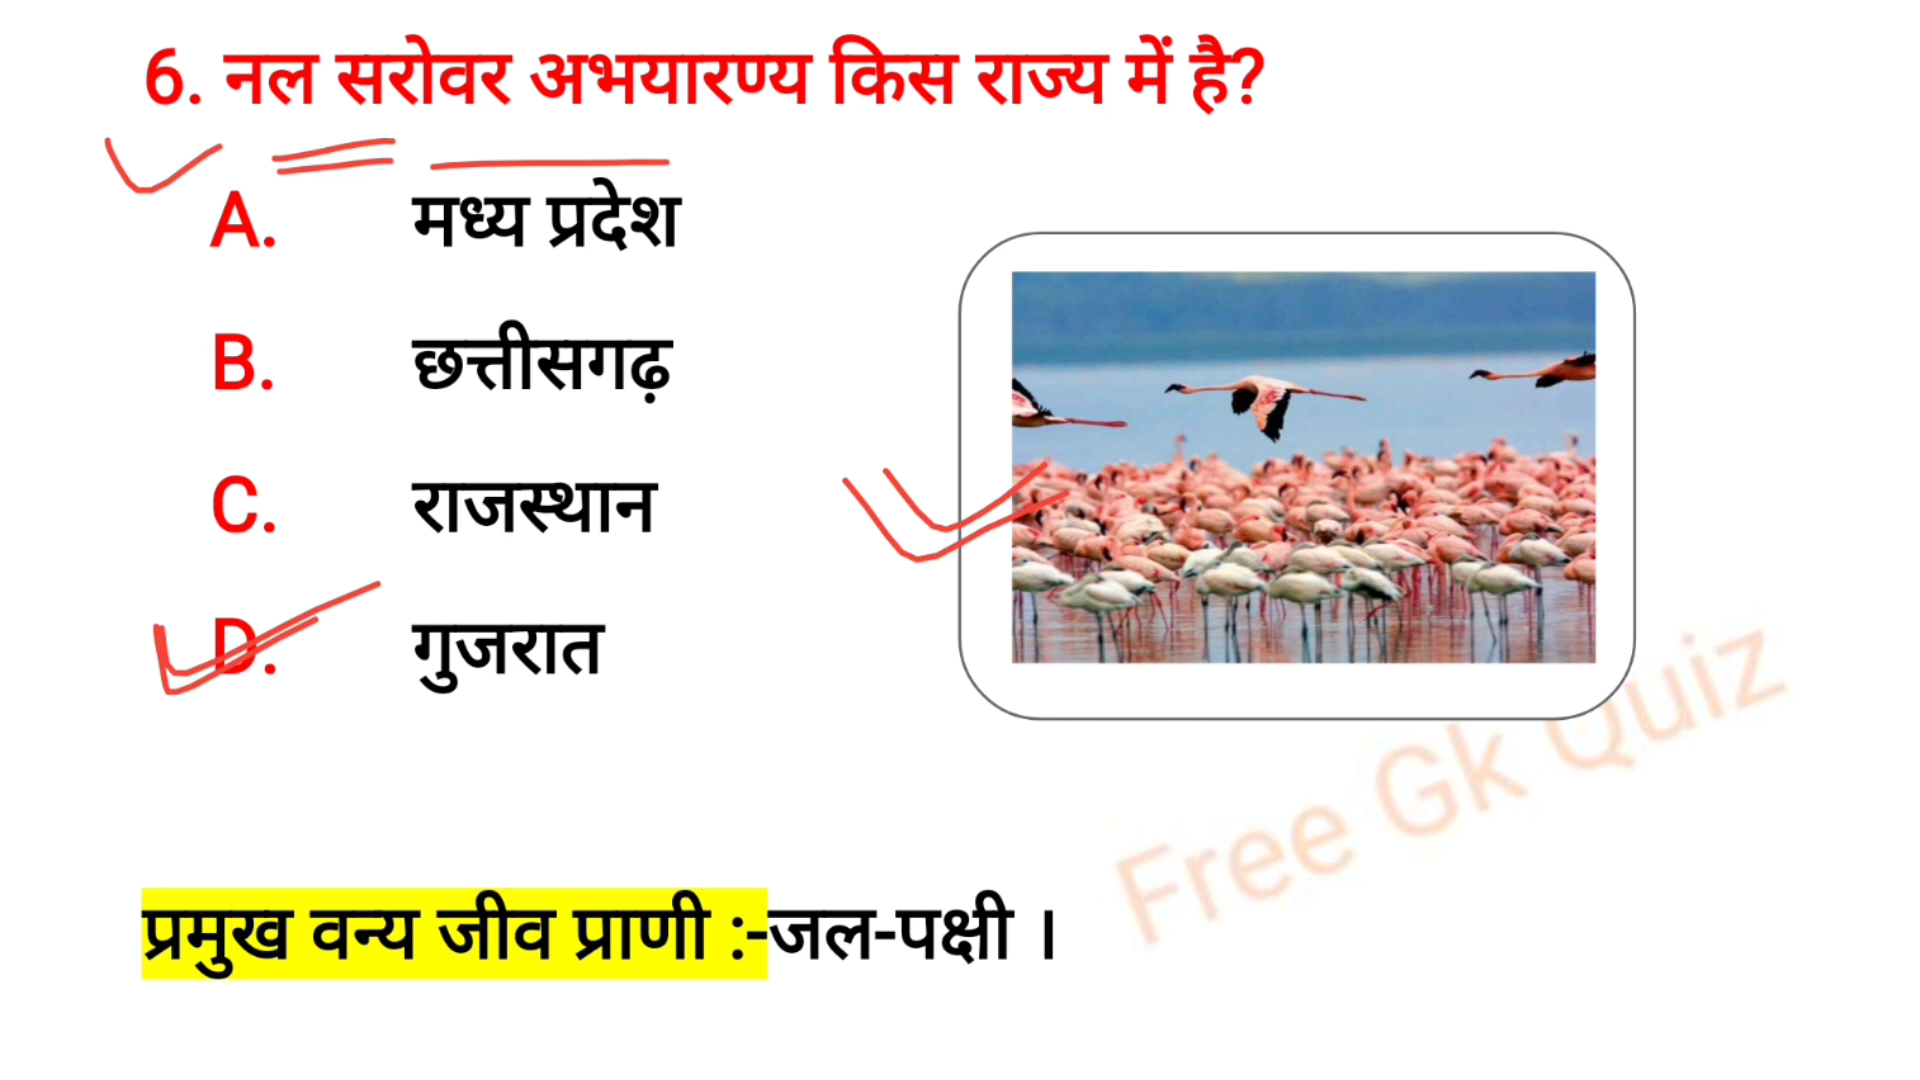 6. नल सरोवर अभयारण्य किस राज्य में है?
A. मध्य प्रदेश
B. छत्तीसगढ़
C. राजस्थान
D. गुजरात
Free Gk Quiz
प्रमुख वन्य जीव प्राणी :-जल-पक्षी ।